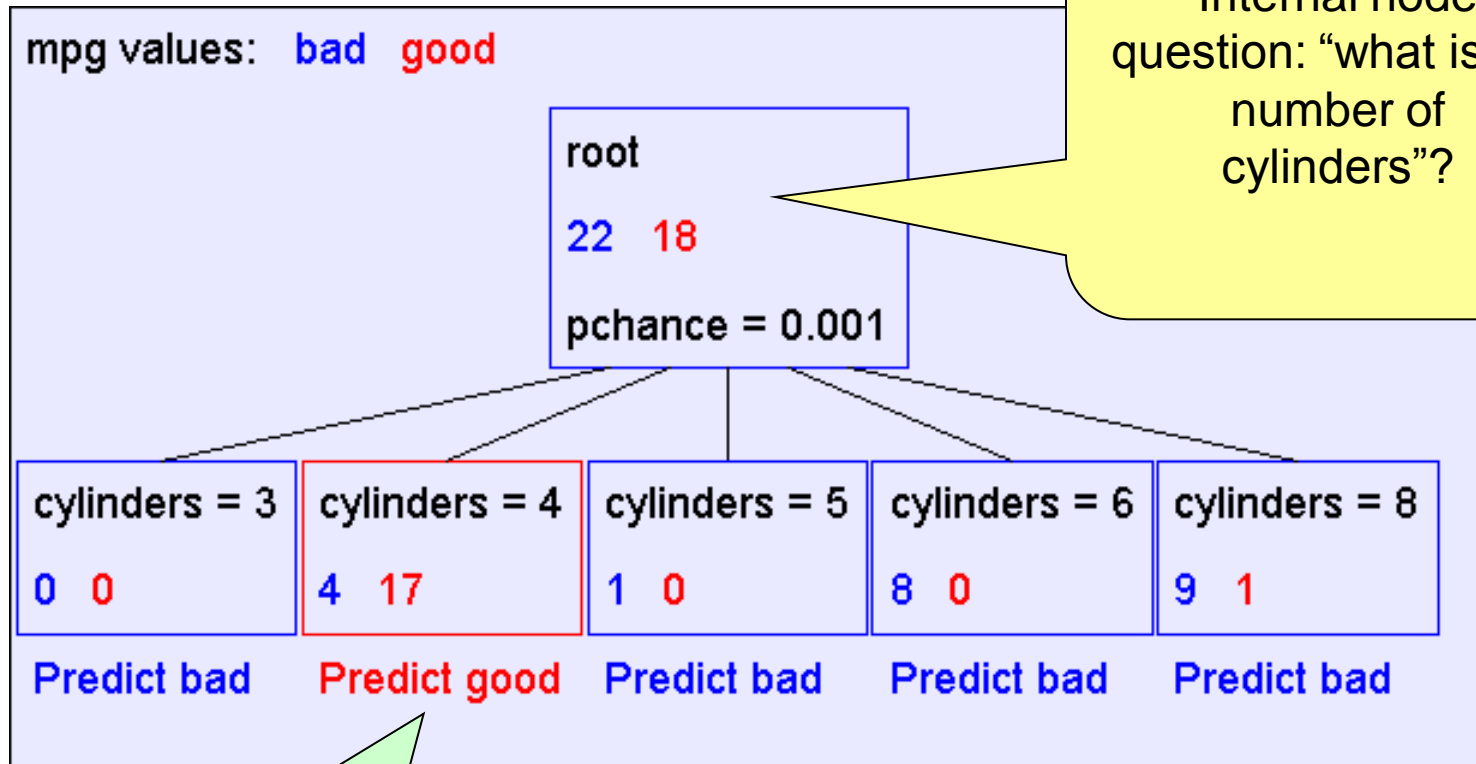 Internal node
question: “what is
number of
cylinders”?
mpg values: bad good
root
22 18
pchance = 0.001
cylinders = 3 cylinders = 4 cylinders = 5 cylinders = 6 cylinders = 8
0 0 4 17 1 0 8 0 9 1
Predict bad Predict good Predict bad Predict bad Predict bad